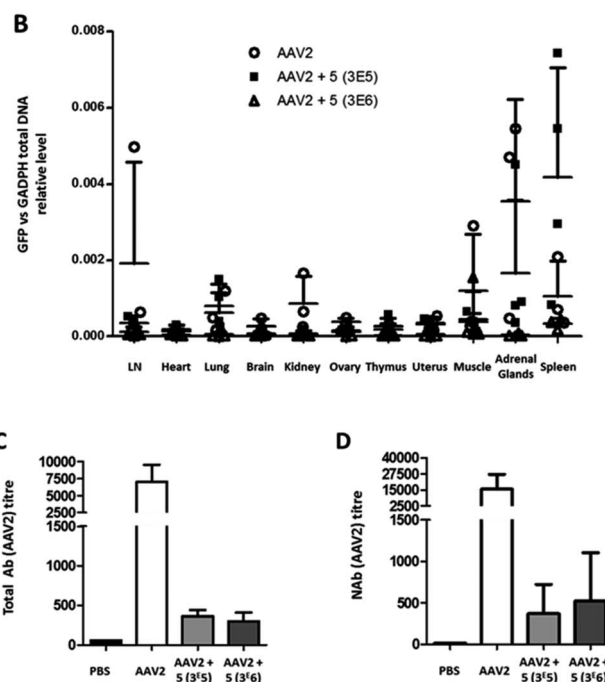 B
GFP vs GADPH total DNA
relative level
0.008
0.006
0.004
0.002
0.000
AAV2
AAV2 + 5 (3E5)
AAV2 + 5 (3E6)
LN Heart Lung Brain Kidney Ovary Thymus Uterus Muscle Adrenal Glands Spleen
C
Total Ab (AAV2) titre
10000
7500
5000
2500
1500
1000
500
0
PBS
AAV2
AAV2 +
5 (3ᴱ5)
AAV2 +
5 (3ᴱ6)
D
NAb (AAV2) titre
40000
27500
15000
2500
1500
1000
500
0
PBS
AAV2
AAV2 +
5 (3ᴱ5)
AAV2 +
5 (3ᴱ6)